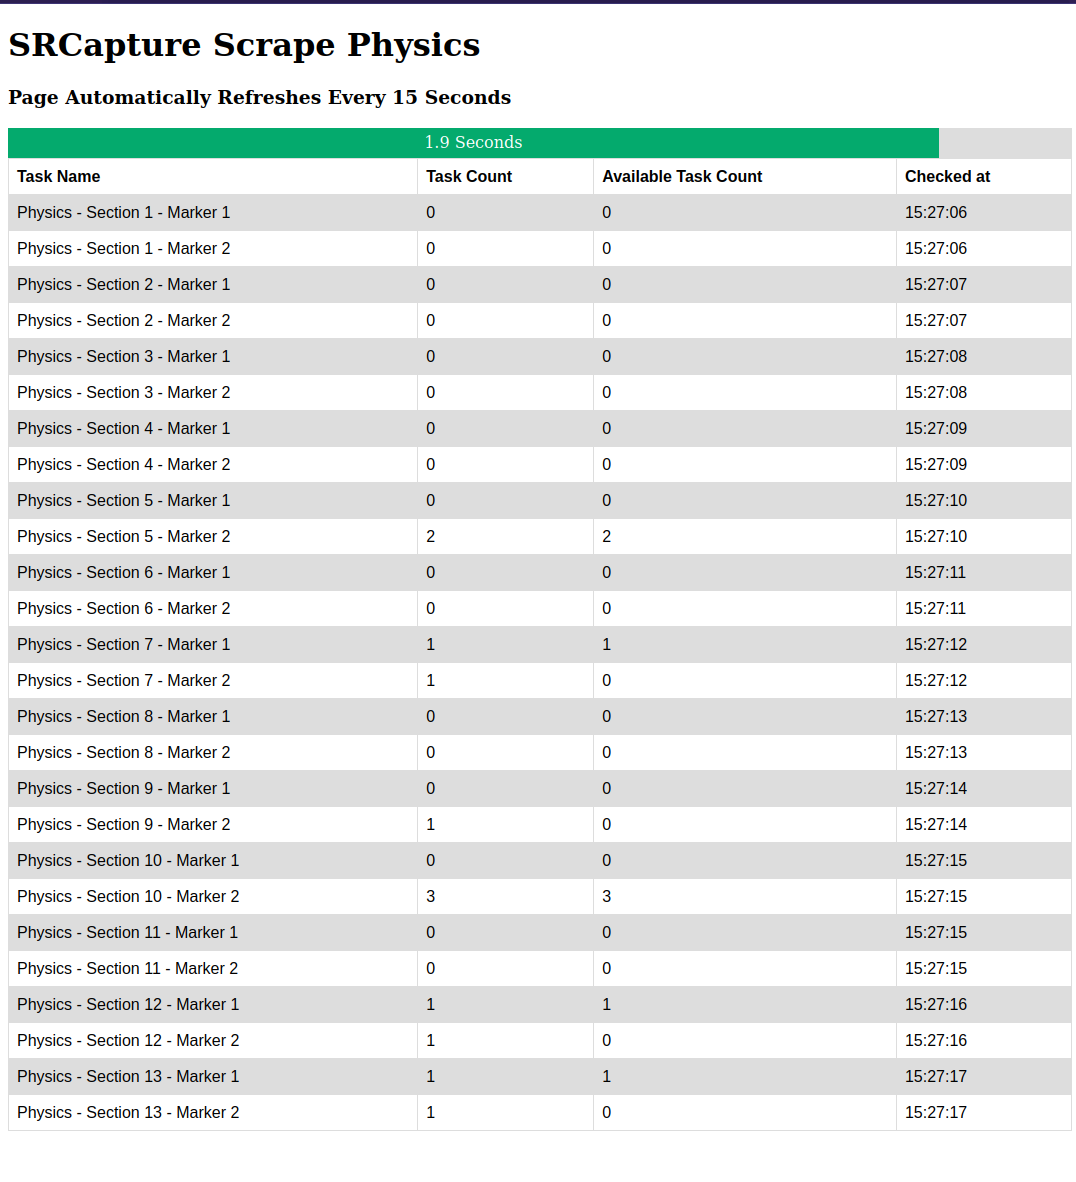 SRCapture Scrape Physics
Page Automatically Refreshes Every 15 Seconds
1.9 Seconds
Task Name Task Count Available Task Count Checked at
Physics - Section 1 - Marker 1 0 0 15:27:06
Physics - Section 1 - Marker 2 0 0 15:27:06
Physics - Section 2 - Marker 1 0 0 15:27:07
Physics - Section 2 - Marker 2 0 0 15:27:07
Physics - Section 3 - Marker 1 0 0 15:27:08
Physics - Section 3 - Marker 2 0 0 15:27:08
Physics - Section 4 - Marker 1 0 0 15:27:09
Physics - Section 4 - Marker 2 0 0 15:27:09
Physics - Section 5 - Marker 1 0 0 15:27:10
Physics - Section 5 - Marker 2 2 2 15:27:10
Physics - Section 6 - Marker 1 0 0 15:27:11
Physics - Section 6 - Marker 2 0 0 15:27:11
Physics - Section 7 - Marker 1 1 1 15:27:12
Physics - Section 7 - Marker 2 1 0 15:27:12
Physics - Section 8 - Marker 1 0 0 15:27:13
Physics - Section 8 - Marker 2 0 0 15:27:13
Physics - Section 9 - Marker 1 0 0 15:27:14
Physics - Section 9 - Marker 2 1 0 15:27:14
Physics - Section 10 - Marker 1 0 0 15:27:15
Physics - Section 10 - Marker 2 3 3 15:27:15
Physics - Section 11 - Marker 1 0 0 15:27:15
Physics - Section 11 - Marker 2 0 0 15:27:15
Physics - Section 12 - Marker 1 1 1 15:27:16
Physics - Section 12 - Marker 2 1 0 15:27:16
Physics - Section 13 - Marker 1 1 1 15:27:17
Physics - Section 13 - Marker 2 1 0 15:27:17